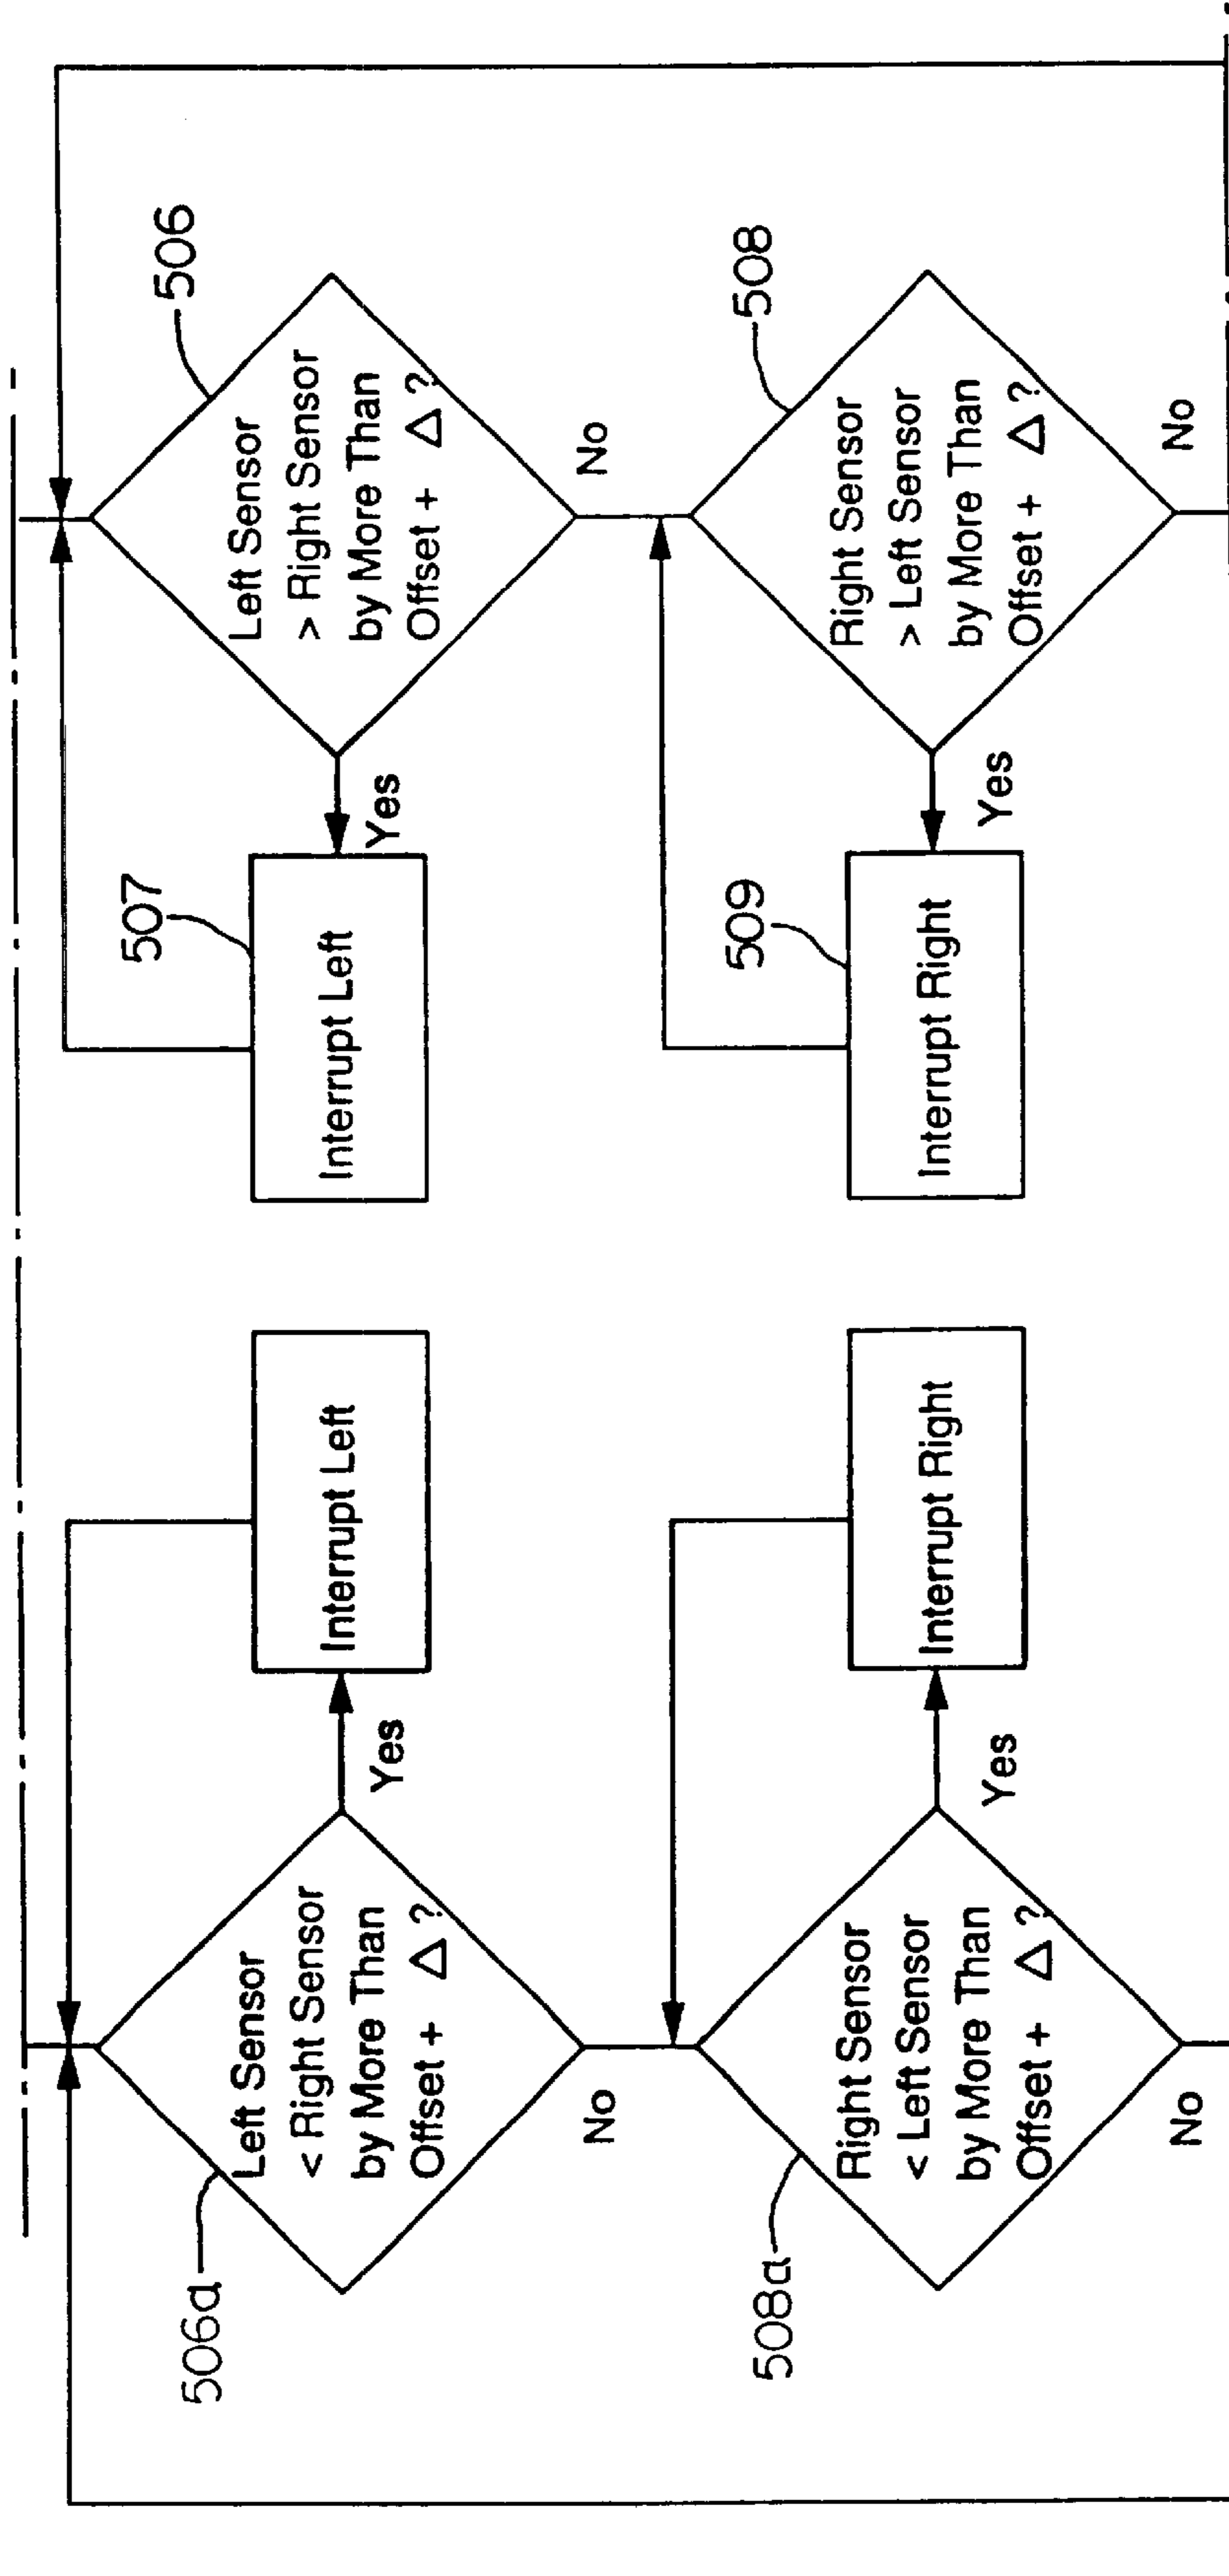 506a
Left Sensor
< Right Sensor
by More Than
Offset + Δ ?
Yes
Interrupt Left
No
508a
Right Sensor
< Left Sensor
by More Than
Offset + Δ ?
Yes
Interrupt Right
No
506
Left Sensor
> Right Sensor
by More Than
Offset + Δ ?
Yes
507
Interrupt Left
No
508
Right Sensor
> Left Sensor
by More Than
Offset + Δ ?
Yes
509
Interrupt Right
No